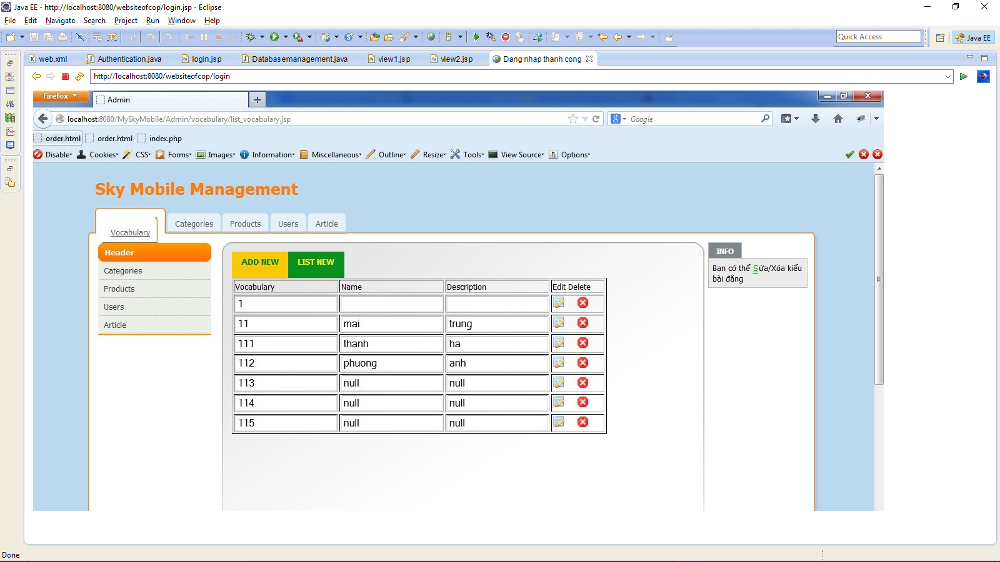 Java EE - http://localhost:8080/websiteofcop/login.jsp - Eclipse
File Edit Navigate Search Project Run Window Help
Quick Access
Java EE
web.xml Authentication.java login.jsp Databasemanagement.java view1.jsp view2.jsp Dang nhap thanh cong
http://localhost:8080/websiteofcop/login
Firefox Admin
localhost:8080/MySkyMobile/Admin/vocabulary/list_vocabulary.jsp
Google
order.html order.html index.php
Disable Cookies CSS Forms Images Information Miscellaneous Outline Resize Tools View Source Options
Sky Mobile Management
Vocabulary Categories Products Users Article
Header
Categories
Products
Users
Article
ADD NEW LIST NEW
Vocabulary Name Description Edit Delete
1
11 mai trung
111 thanh ha
112 phuong anh
113 null null
114 null null
115 null null
INFO
Bạn có thể Sửa/Xóa kiểu
bài đăng
Done